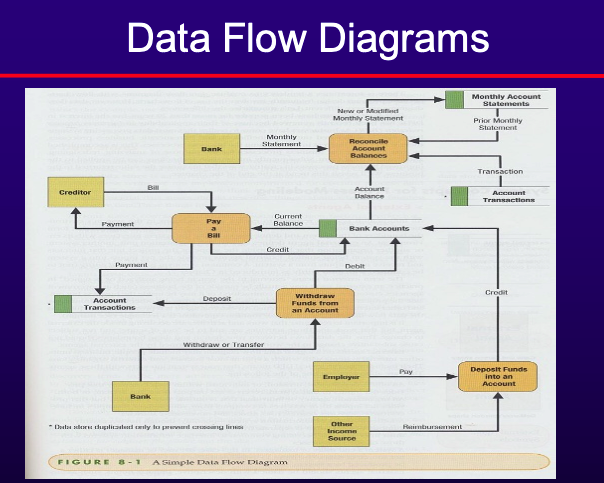 Data Flow Diagrams
Monthly Account
Statements
New or Modified
Monthly Statement
Prior Monthly
Statement
Bank
Monthly
Statement
Reconcile
Account
Balances
Transaction
Creditor
Bill
Account
Balance
Account
Transactions
Payment
Pay
a
Bill
Current
Balance
Bank Accounts
Credit
Payment
Debit
Account
Transactions
Deposit
Withdraw
Funds from
an Account
Credit
Withdraw or Transfer
Bank
Employer
Pay
Deposit Funds
into an
Account
* Data store duplicated only to prevent crossing lines
Other
Income
Source
Reimbursement
FIGURE 8-1 A Simple Data Flow Diagram